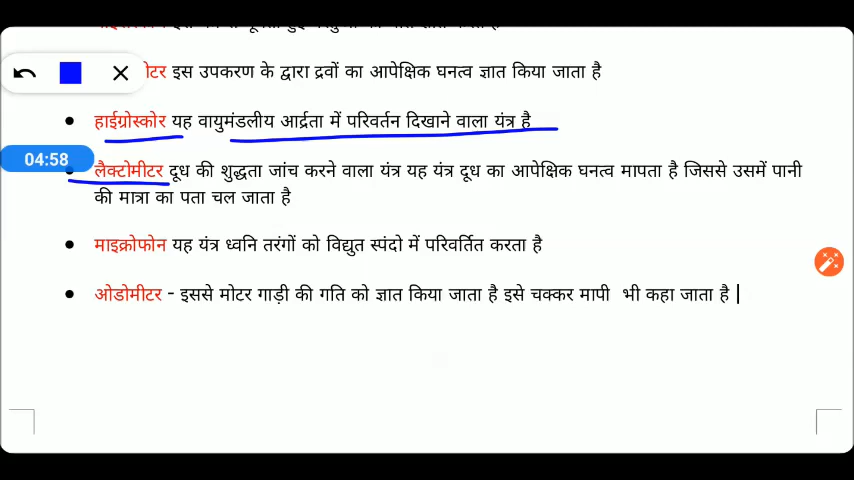 मीटर इस उपकरण के द्वारा द्रवों का आपेक्षिक घनत्व ज्ञात किया जाता है
हाईग्रोस्कोर यह वायुमंडलीय आर्द्रता में परिवर्तन दिखाने वाला यंत्र है
04:58
लैक्टोमीटर दूध की शुद्धता जांच करने वाला यंत्र यह यंत्र दूध का आपेक्षिक घनत्व मापता है जिससे उसमें पानी
की मात्रा का पता चल जाता है
माइक्रोफोन यह यंत्र ध्वनि तरंगों को विद्युत स्पंदो में परिवर्तित करता है
ओडोमीटर - इससे मोटर गाड़ी की गति को ज्ञात किया जाता है इसे चक्कर मापी भी कहा जाता है |